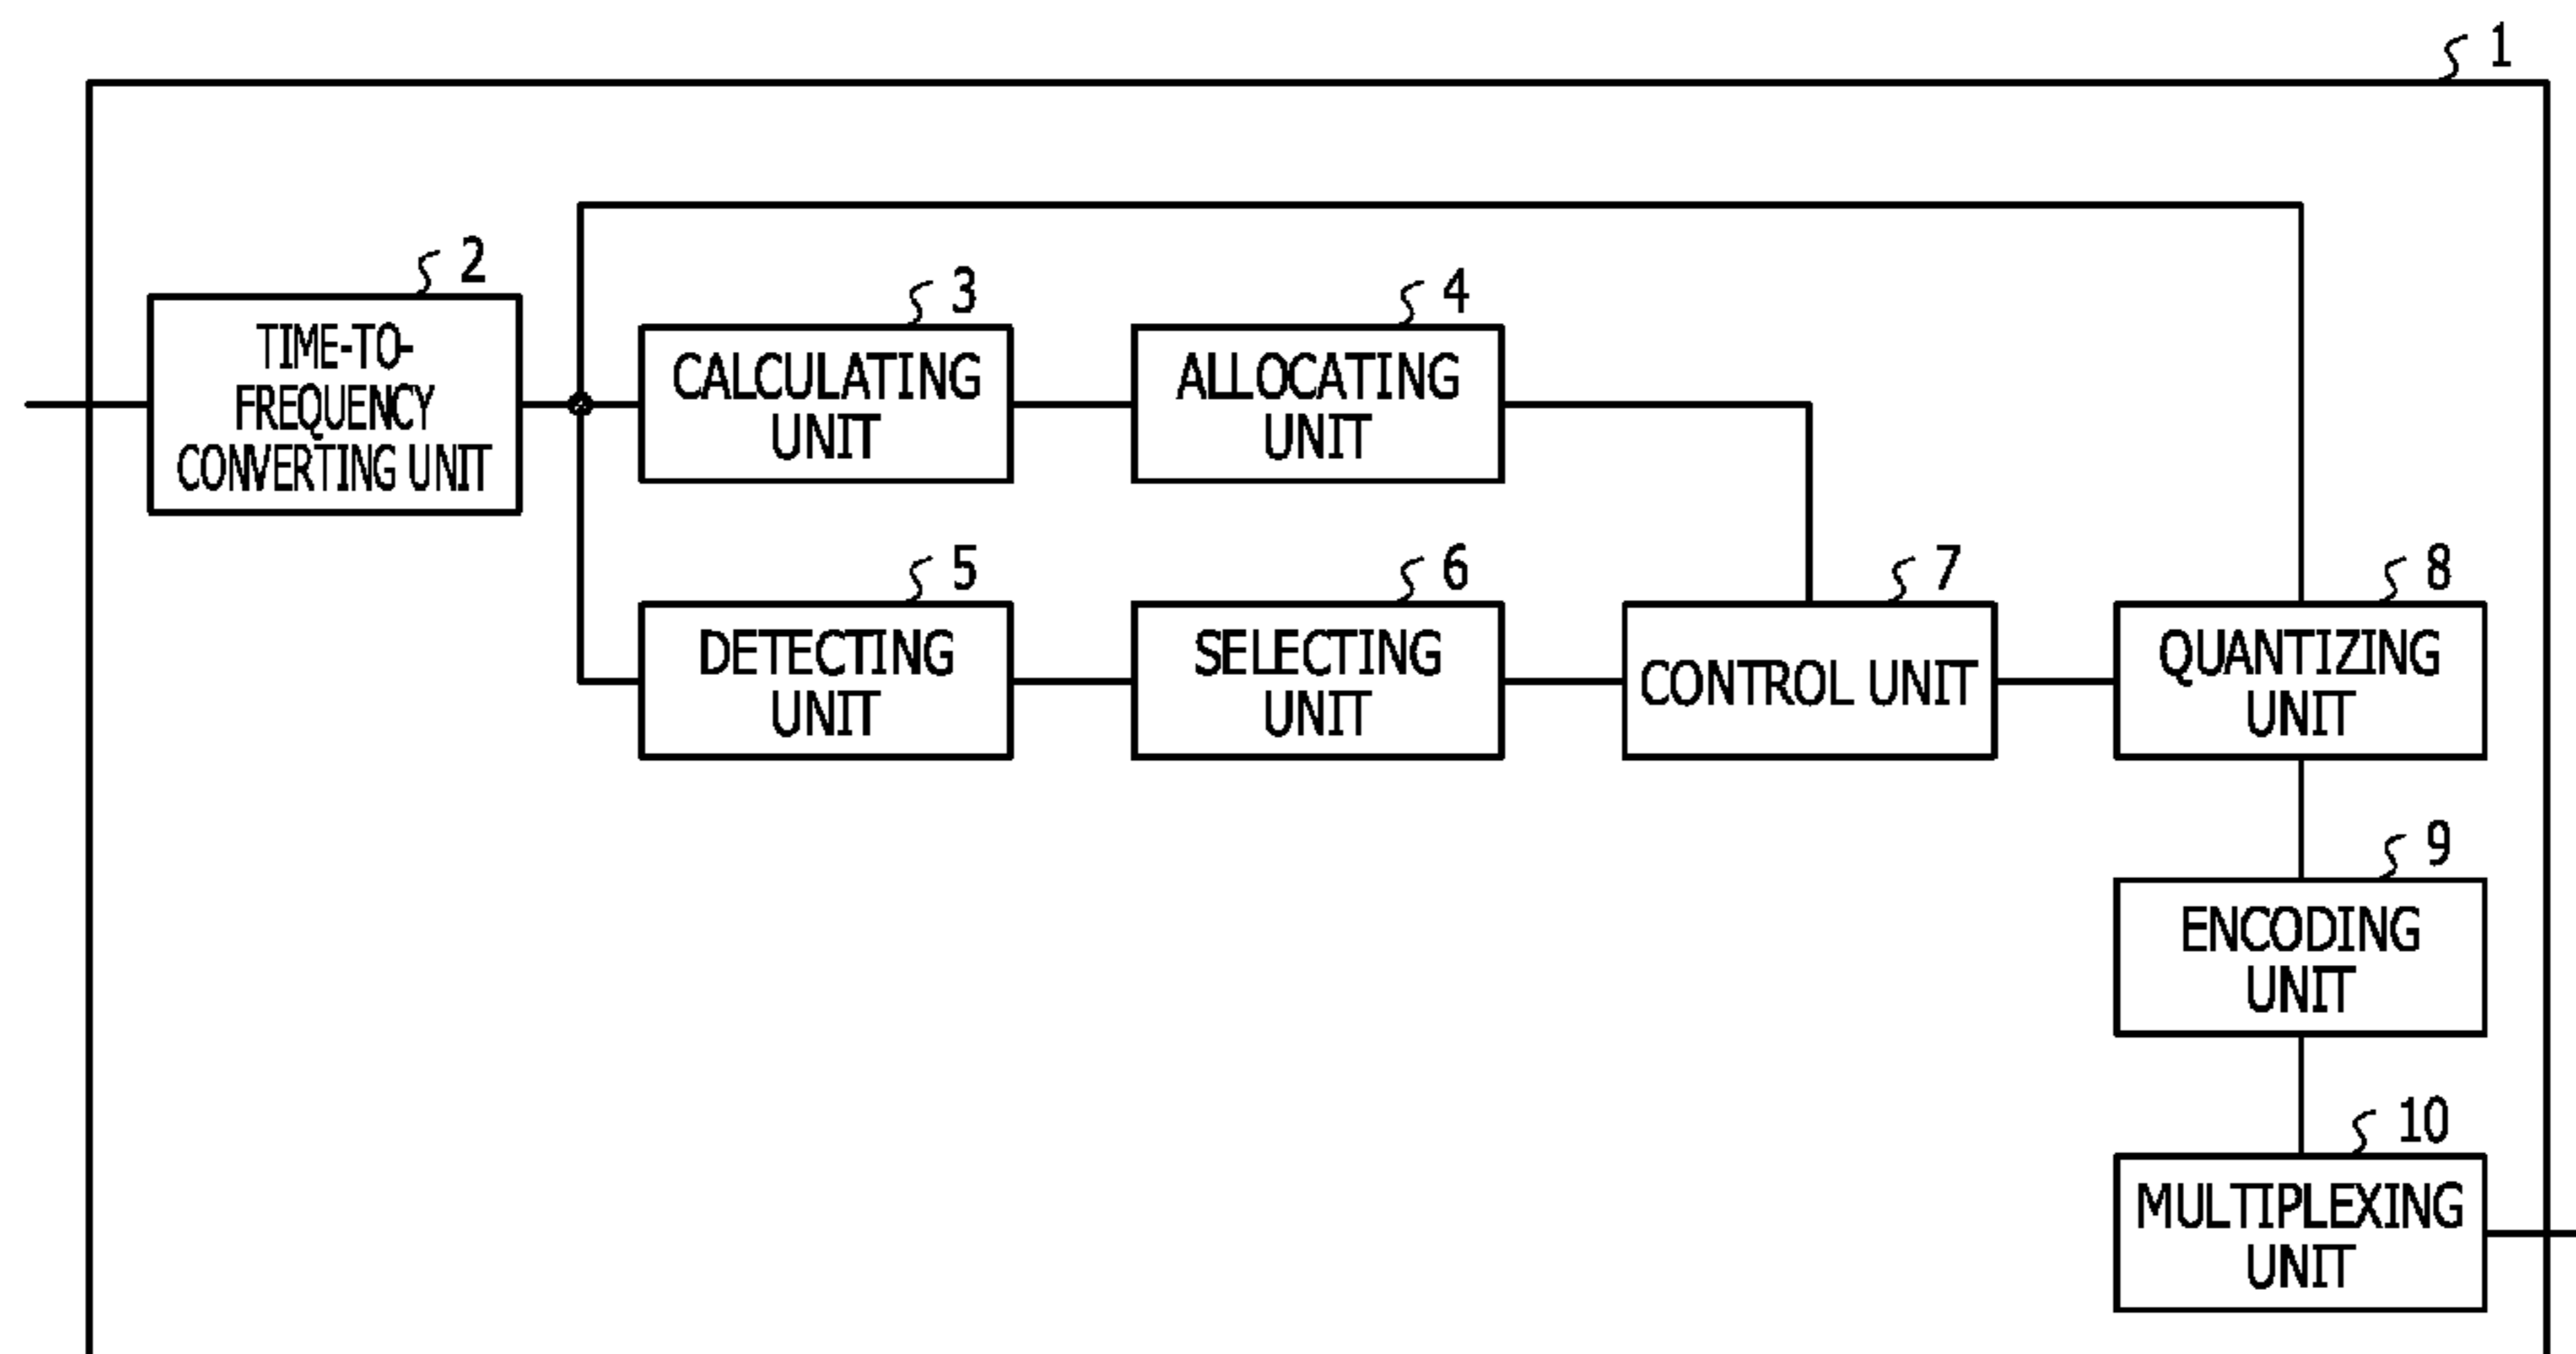 1
2
TIME-TO-
FREQUENCY
CONVERTING UNIT
3
CALCULATING
UNIT
4
ALLOCATING
UNIT
5
DETECTING
UNIT
6
SELECTING
UNIT
7
CONTROL UNIT
8
QUANTIZING
UNIT
9
ENCODING
UNIT
10
MULTIPLEXING
UNIT